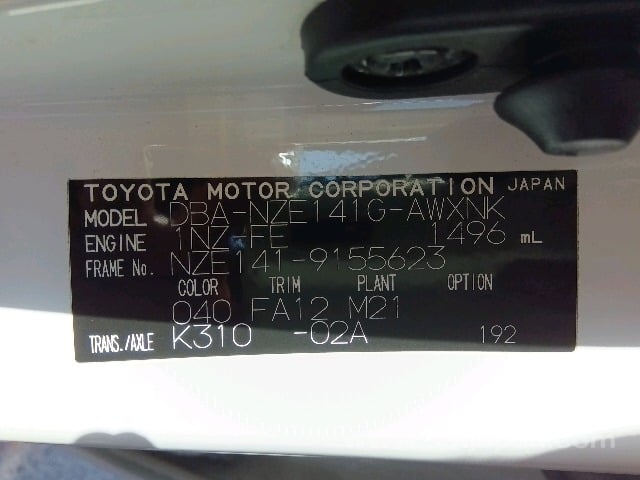 TOYOTA MOTOR CORPORATION JAPAN
MODEL DBA-NZE141G-AWXNK
ENGINE 1NZ-FE 1496 mL
FRAME No. NZE141-9155623
COLOR TRIM PLANT OPTION
040 FA12 M21
TRANS./AXLE K310 -02A 192